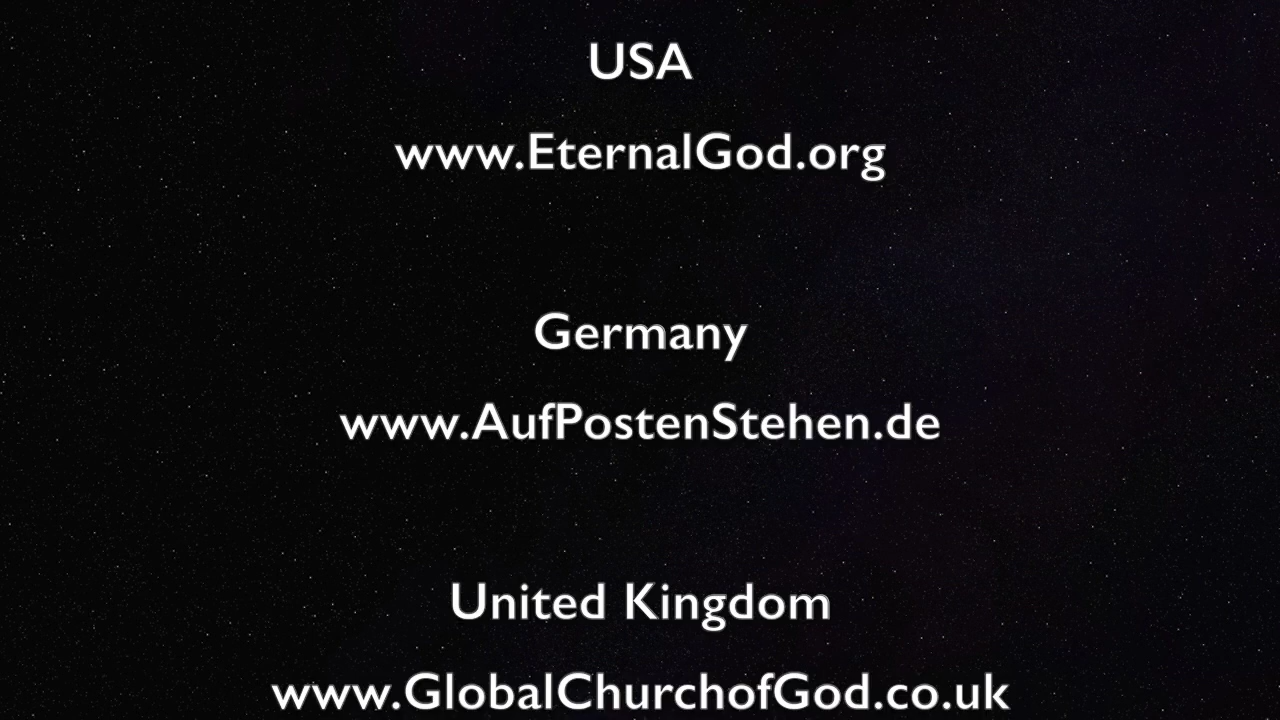 USA
www.EternalGod.org
Germany
www.AufPostenStehen.de
United Kingdom
www.GlobalChurchofGod.co.uk